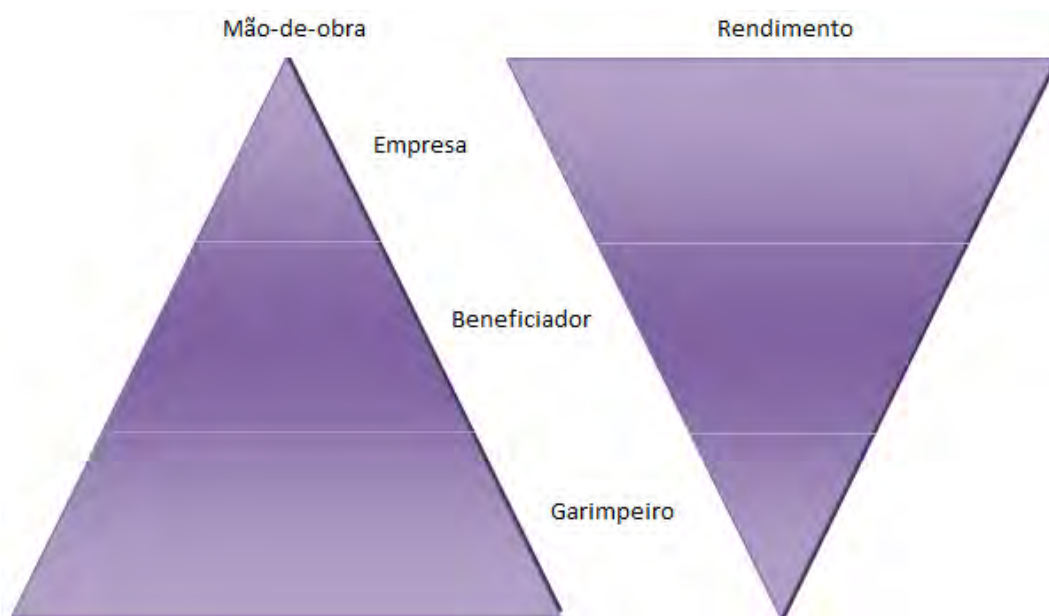 Mão-de-obra
Rendimento
Empresa
Beneficiador
Garimpeiro